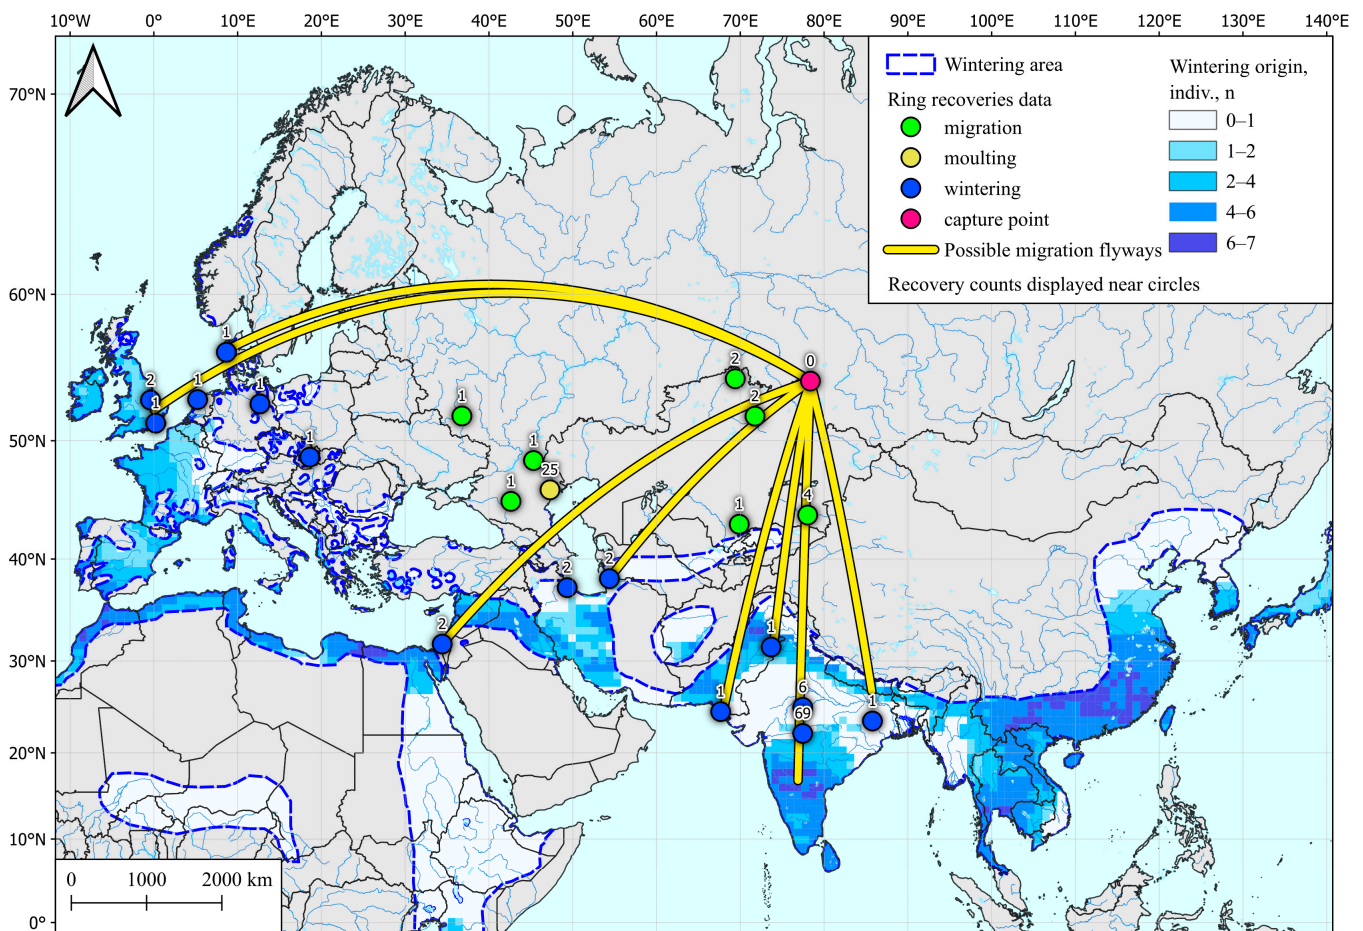 10°W 0° 10°E 20°E 30°E 40°E 50°E 60°E 70°E 80°E 90°E 100°E 110°E 120°E 130°E 140°E
Wintering area
Ring recoveries data
migration
moulting
wintering
capture point
Possible migration flyways
Recovery counts displayed near circles
Wintering origin,
indiv., n
0–1
1–2
2–4
4–6
6–7
70°N
60°N
50°N
40°N
30°N
20°N
10°N
0°
1
2
1
1
1
1
1
1
25
1
2
2
0
1
4
2
2
2
1
1
6
69
1
0 1000 2000 km